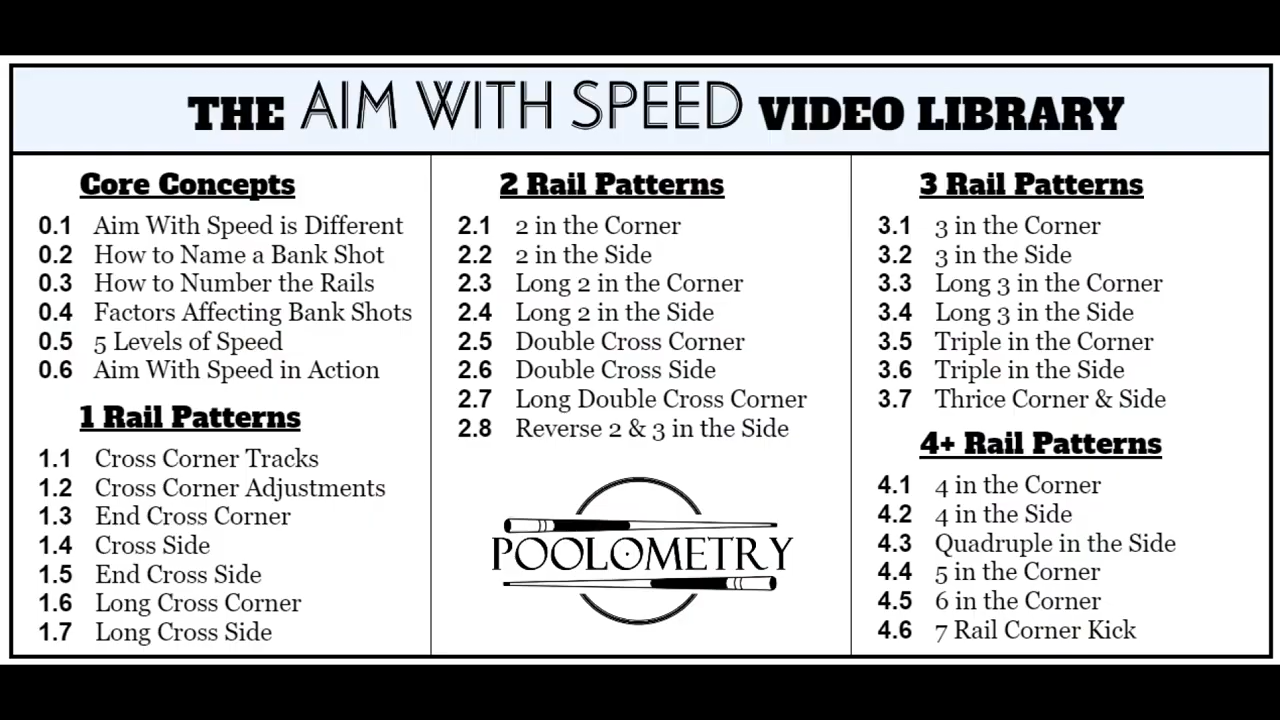 THE AIM WITH SPEED VIDEO LIBRARY
Core Concepts
0.1 Aim With Speed is Different
0.2 How to Name a Bank Shot
0.3 How to Number the Rails
0.4 Factors Affecting Bank Shots
0.5 5 Levels of Speed
0.6 Aim With Speed in Action
1 Rail Patterns
1.1 Cross Corner Tracks
1.2 Cross Corner Adjustments
1.3 End Cross Corner
1.4 Cross Side
1.5 End Cross Side
1.6 Long Cross Corner
1.7 Long Cross Side
2 Rail Patterns
2.1 2 in the Corner
2.2 2 in the Side
2.3 Long 2 in the Corner
2.4 Long 2 in the Side
2.5 Double Cross Corner
2.6 Double Cross Side
2.7 Long Double Cross Corner
2.8 Reverse 2 & 3 in the Side
POOLOMETRY
3 Rail Patterns
3.1 3 in the Corner
3.2 3 in the Side
3.3 Long 3 in the Corner
3.4 Long 3 in the Side
3.5 Triple in the Corner
3.6 Triple in the Side
3.7 Thrice Corner & Side
4+ Rail Patterns
4.1 4 in the Corner
4.2 4 in the Side
4.3 Quadruple in the Side
4.4 5 in the Corner
4.5 6 in the Corner
4.6 7 Rail Corner Kick